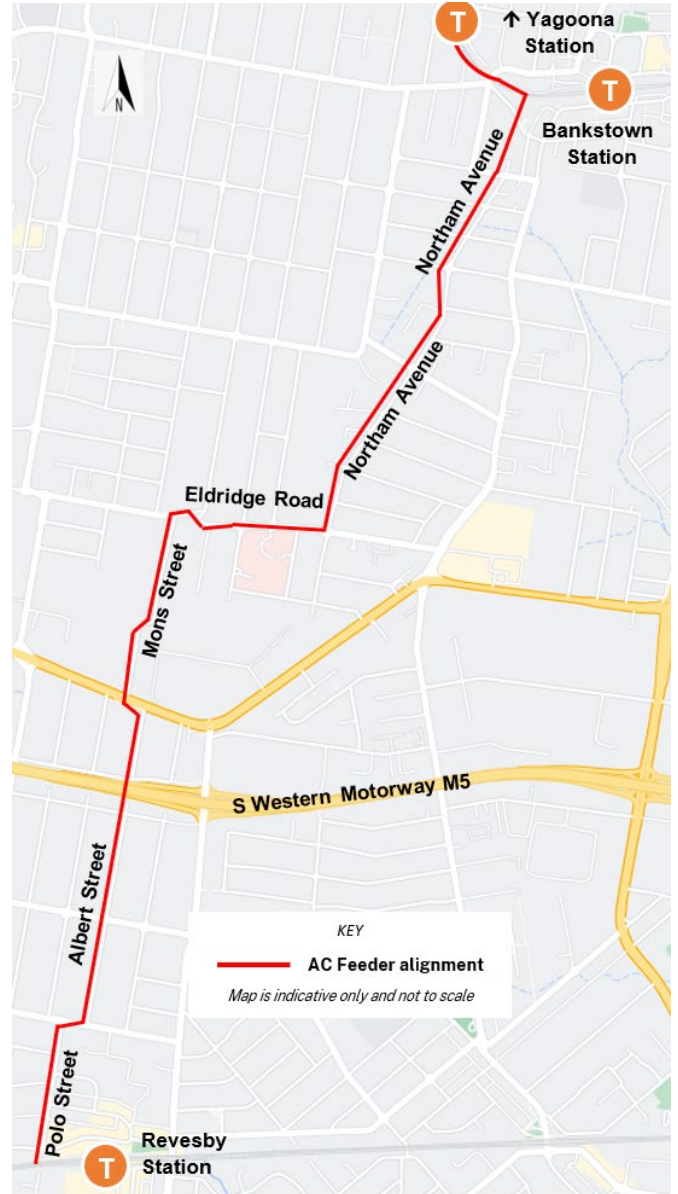 T
↑ Yagoona
Station
N
T
Bankstown
Station
Northam Avenue
Northam Avenue
Eldridge Road
Mons Street
S Western Motorway M5
Albert Street
KEY
AC Feeder alignment
Map is indicative only and not to scale
Polo Street
T
Revesby
Station